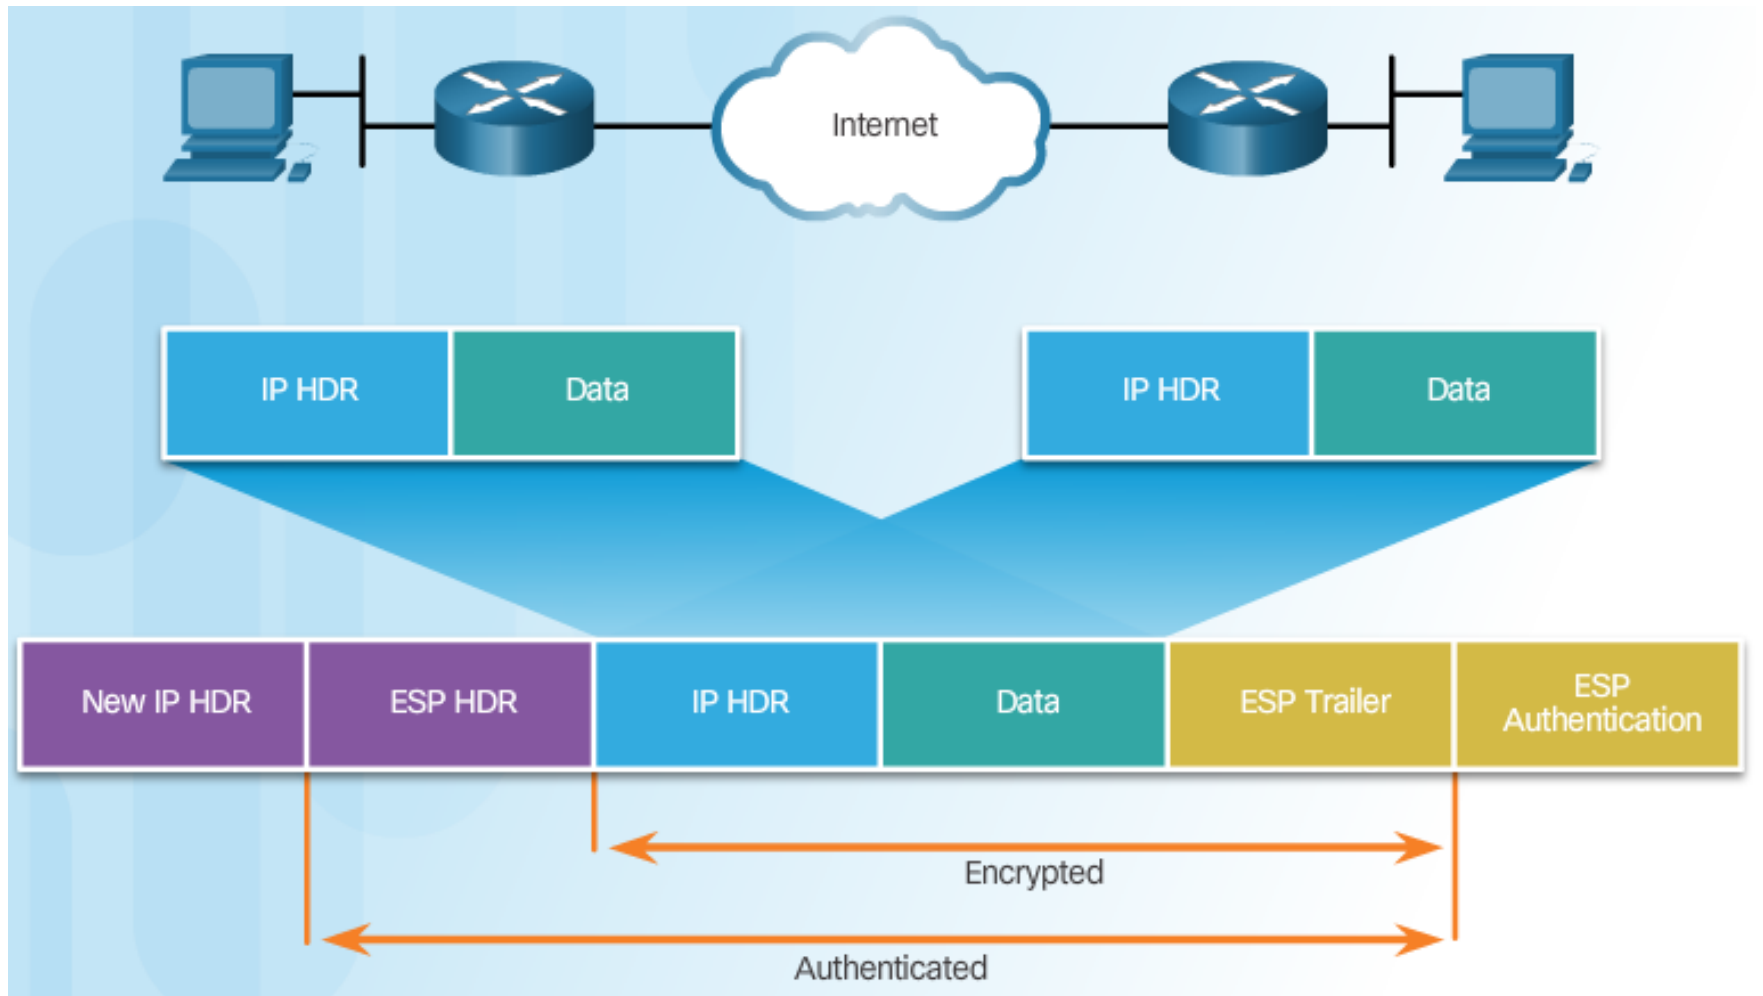 Internet
IP HDR
Data
IP HDR
Data
New IP HDR
ESP HDR
IP HDR
Data
ESP Trailer
ESP
Authentication
Encrypted
Authenticated